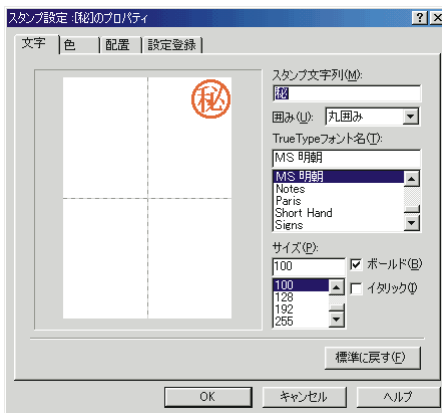 スタンプ設定 :[秘]のプロパティ
文字 色 配置 設定登録
秘
スタンプ文字列(M):
秘
囲み(U): 丸囲み
TrueTypeフォント名(T):
MS 明朝
MS 明朝
Notes
Paris
Short Hand
Signs
サイズ(P):
100 ボールド(B)
100 イタリック(I)
128
192
255
標準に戻す(F)
OK キャンセル ヘルプ